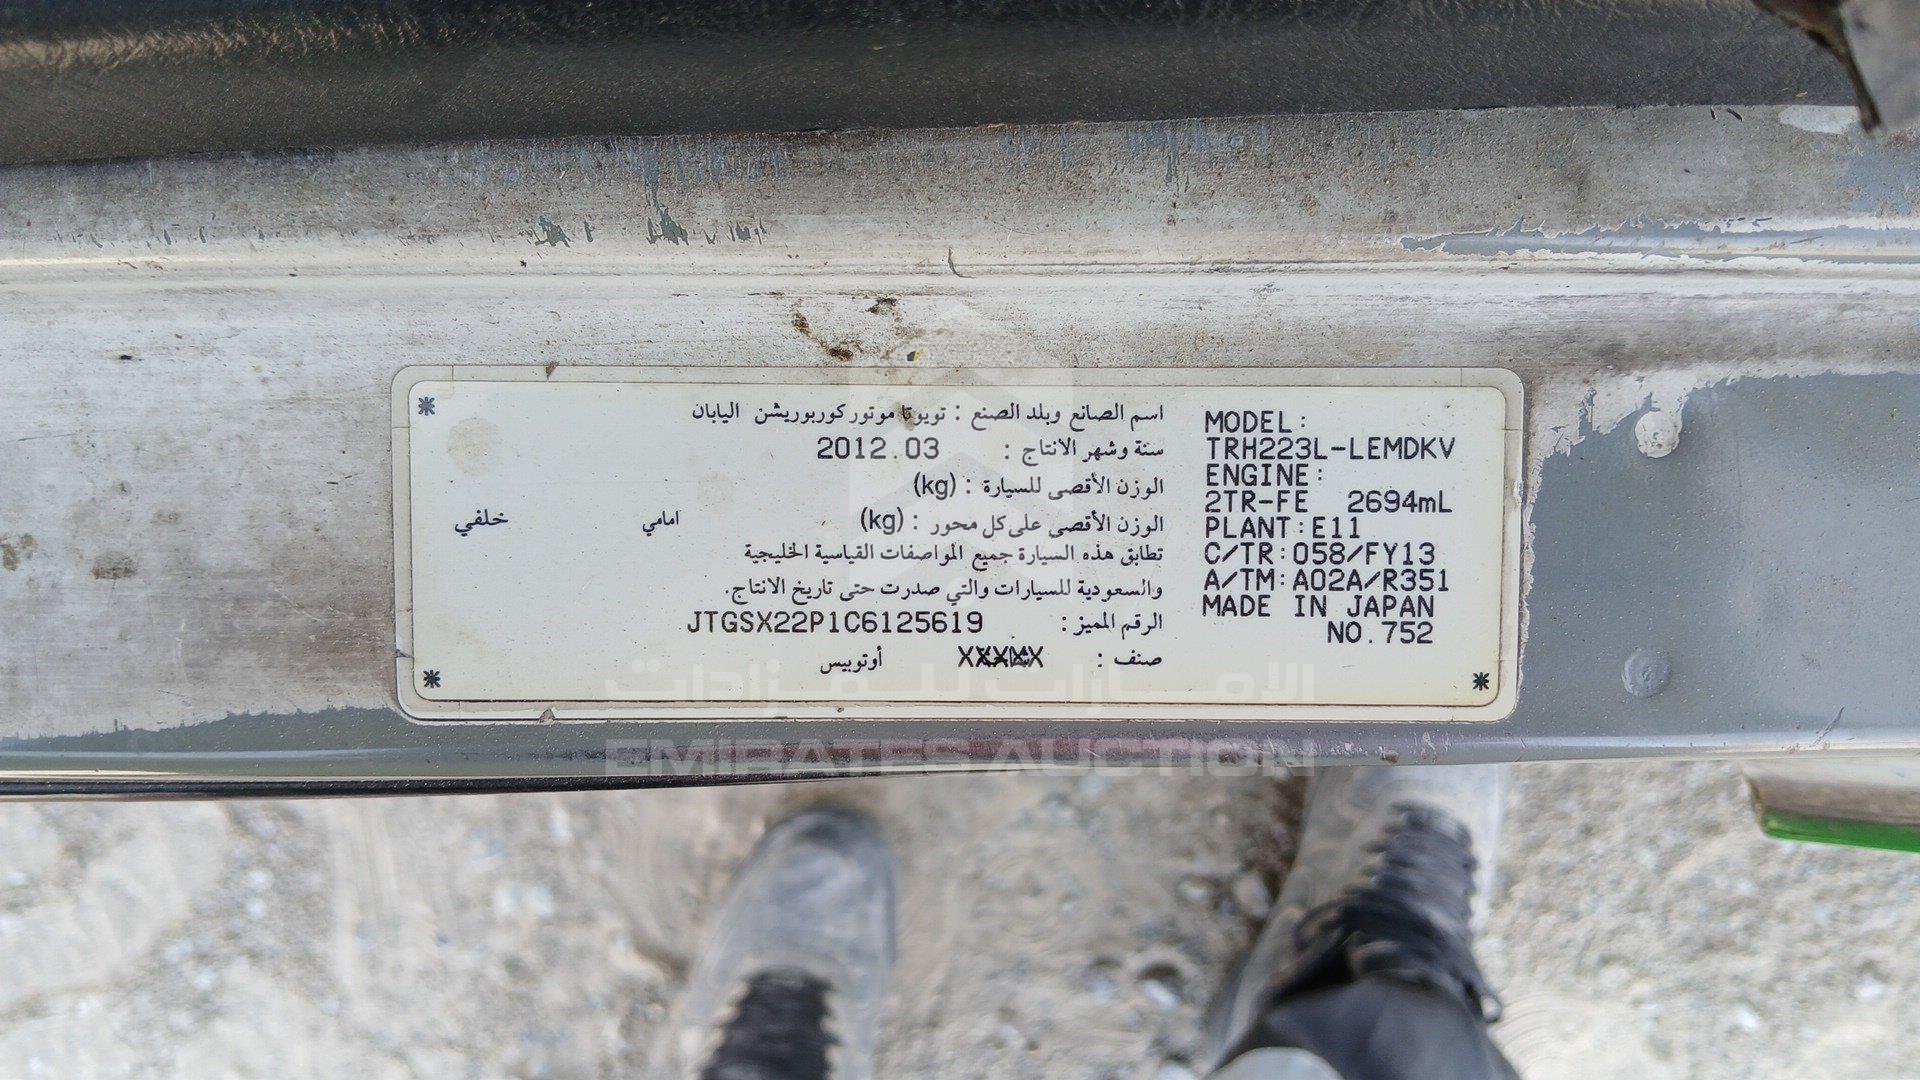 اسم الصانع وبلد الصنع : تويوتا موتور كوربوريشن اليابان
سنة وشهر الانتاج : 2012.03
الوزن الأقصى للسيارة : (kg)
الوزن الأقصى على كل محور : (kg) امامي خلفي
تطابق هذه السيارة جميع المواصفات القياسية الخليجية
والسعودية للسيارات والتي صدرت حتى تاريخ الانتاج.
الرقم المميز : JTGSX22P1C6125619
صنف : XXXXX أوتوبيس
MODEL:
TRH223L-LEMDKV
ENGINE:
2TR-FE 2694mL
PLANT:E11
C/TR:058/FY13
A/TM:A02A/R351
MADE IN JAPAN
NO.752
الإمارات للمزادات
EMIRATES AUCTION